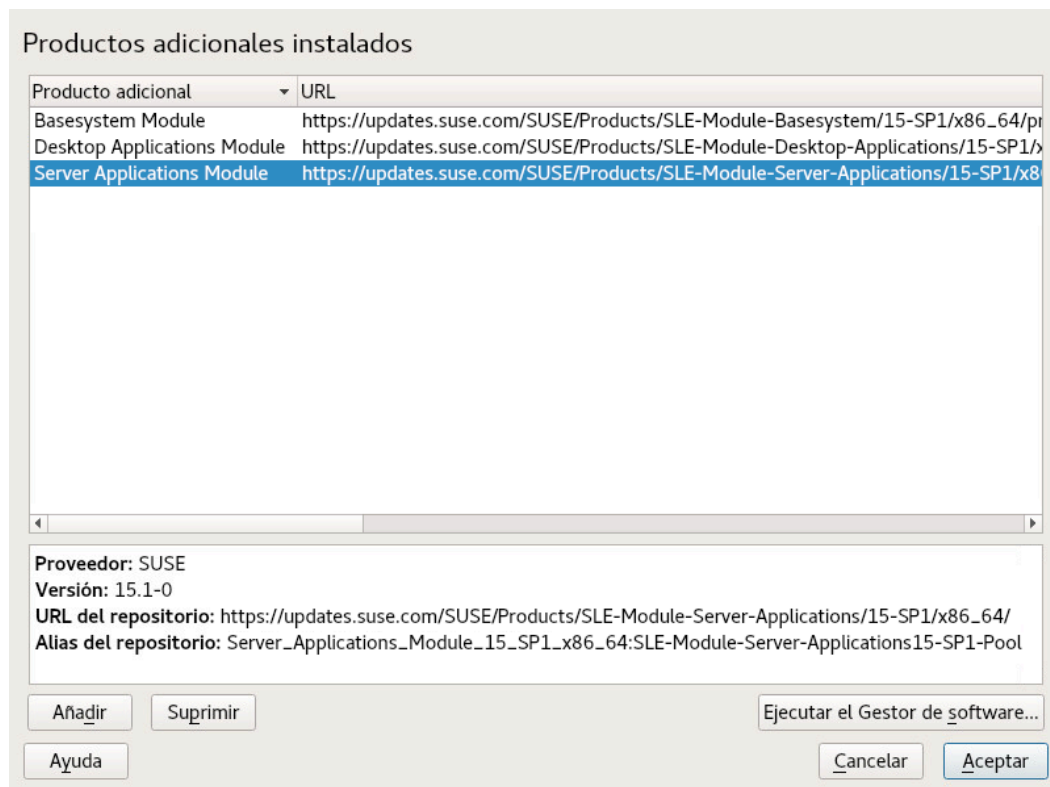 Productos adicionales instalados
Producto adicional URL
Basesystem Module https://updates.suse.com/SUSE/Products/SLE-Module-Basesystem/15-SP1/x86_64/pr
Desktop Applications Module https://updates.suse.com/SUSE/Products/SLE-Module-Desktop-Applications/15-SP1/x
Server Applications Module https://updates.suse.com/SUSE/Products/SLE-Module-Server-Applications/15-SP1/x8
Proveedor: SUSE
Versión: 15.1-0
URL del repositorio: https://updates.suse.com/SUSE/Products/SLE-Module-Server-Applications/15-SP1/x86_64/
Alias del repositorio: Server_Applications_Module_15_SP1_x86_64:SLE-Module-Server-Applications15-SP1-Pool
Añadir Suprimir Ejecutar el Gestor de software...
Ayuda Cancelar Aceptar